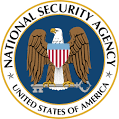 NATIONAL SECURITY AGENCY
UNITED STATES OF AMERICA